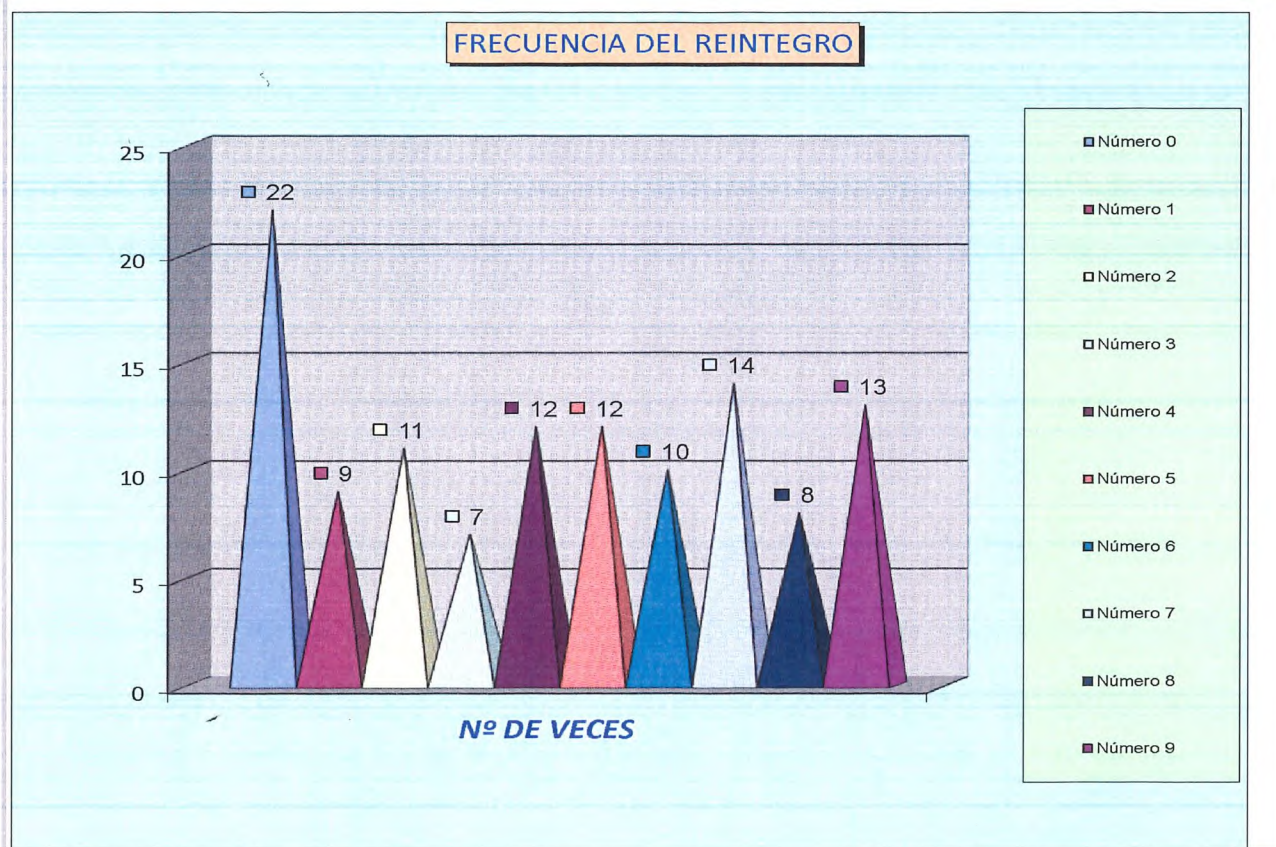 FRECUENCIA DEL REINTEGRO
25
20
15
10
5
0
22
9
11
7
12
12
10
14
8
13
Nº DE VECES
Número 0
Número 1
Número 2
Número 3
Número 4
Número 5
Número 6
Número 7
Número 8
Número 9